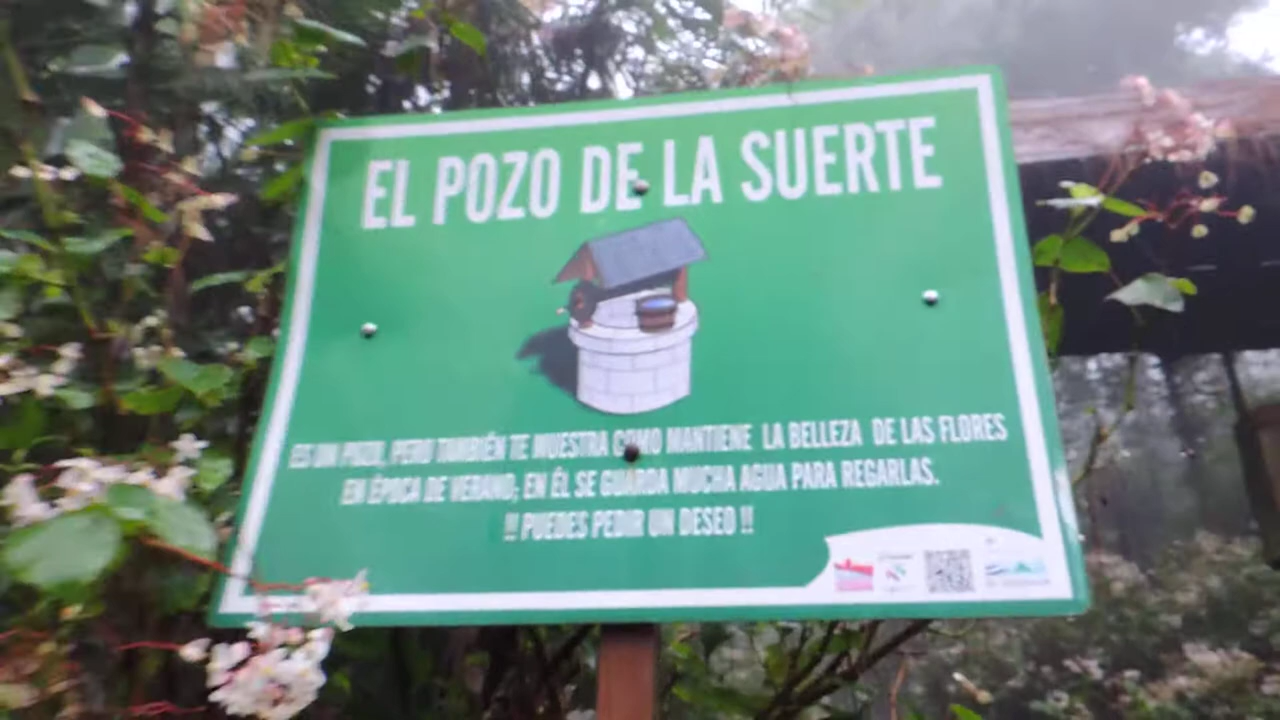 EL POZO DE LA SUERTE
ES UN POZO, PERO TAMBIÉN TE MUESTRA COMO MANTIENE LA BELLEZA DE LAS FLORES
EN ÉPOCA DE VERANO; EN ÉL SE GUARDA MUCHA AGUA PARA REGARLAS.
!! PUEDES PEDIR UN DESEO !!